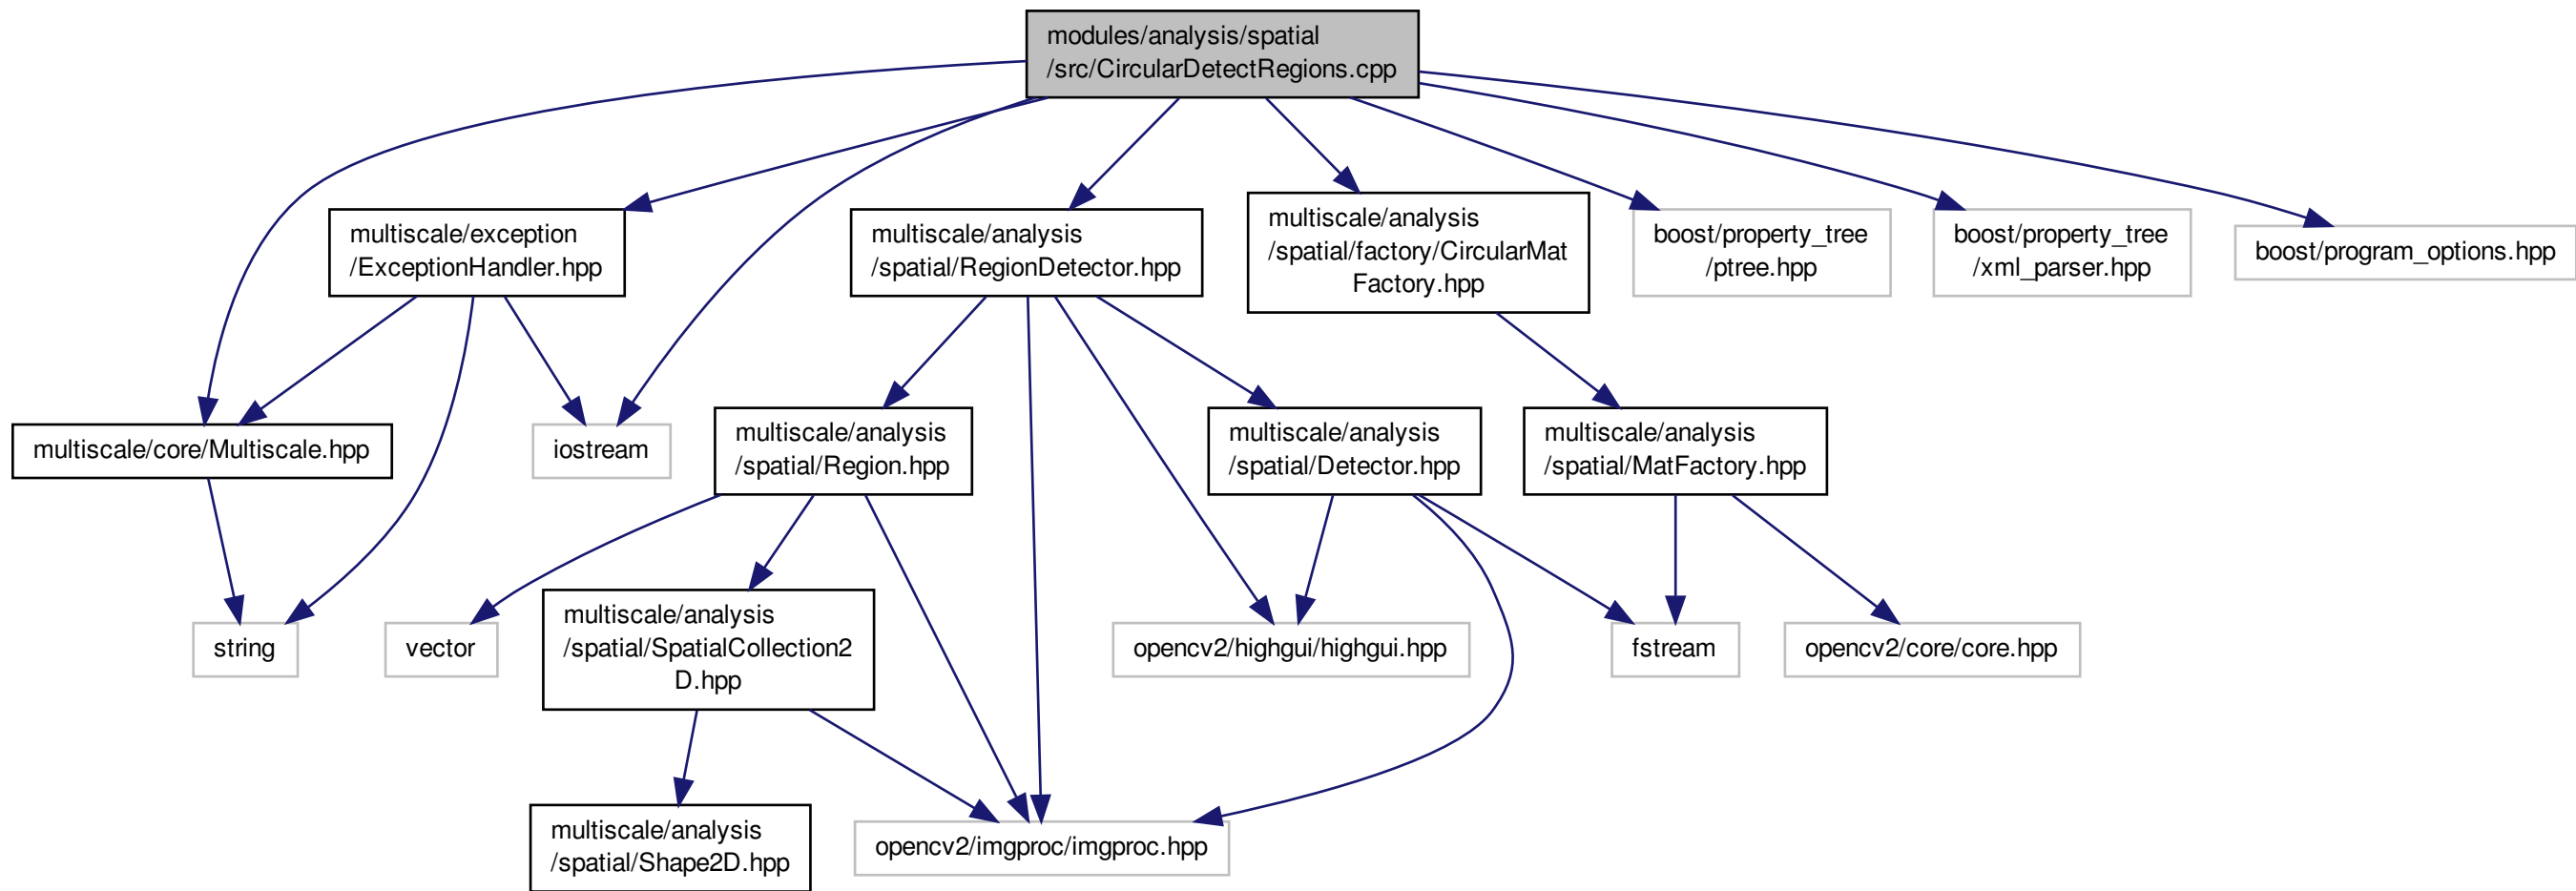 modules/analysis/spatial
/src/CircularDetectRegions.cpp
multiscale/exception
/ExceptionHandler.hpp
multiscale/analysis
/spatial/RegionDetector.hpp
multiscale/analysis
/spatial/factory/CircularMat
Factory.hpp
boost/property_tree
/ptree.hpp
boost/property_tree
/xml_parser.hpp
boost/program_options.hpp
multiscale/core/Multiscale.hpp
iostream
multiscale/analysis
/spatial/Region.hpp
multiscale/analysis
/spatial/Detector.hpp
multiscale/analysis
/spatial/MatFactory.hpp
string
vector
multiscale/analysis
/spatial/SpatialCollection2
D.hpp
opencv2/highgui/highgui.hpp
fstream
opencv2/core/core.hpp
multiscale/analysis
/spatial/Shape2D.hpp
opencv2/imgproc/imgproc.hpp